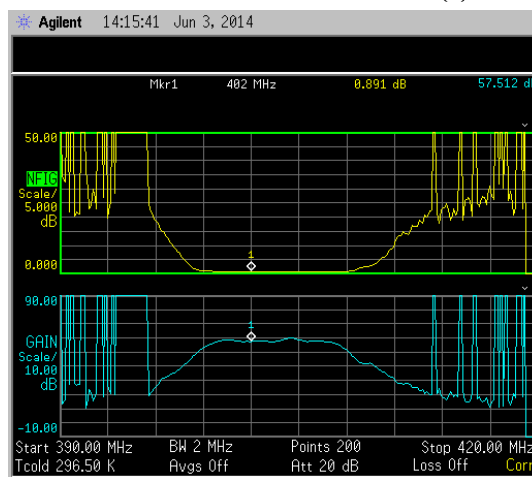 Agilent 14:15:41 Jun 3, 2014
Mkr1 402 MHz 0.891 dB 57.512 d
50.00
NFIG
Scale/
5.000
dB
0.000
1
90.00
GAIN
Scale/
10.00
dB
-10.00
1
Start 390.00 MHz BW 2 MHz Points 200 Stop 420.00 MHz
Tcold 296.50 K Avgs Off Att 20 dB Loss Off Corr